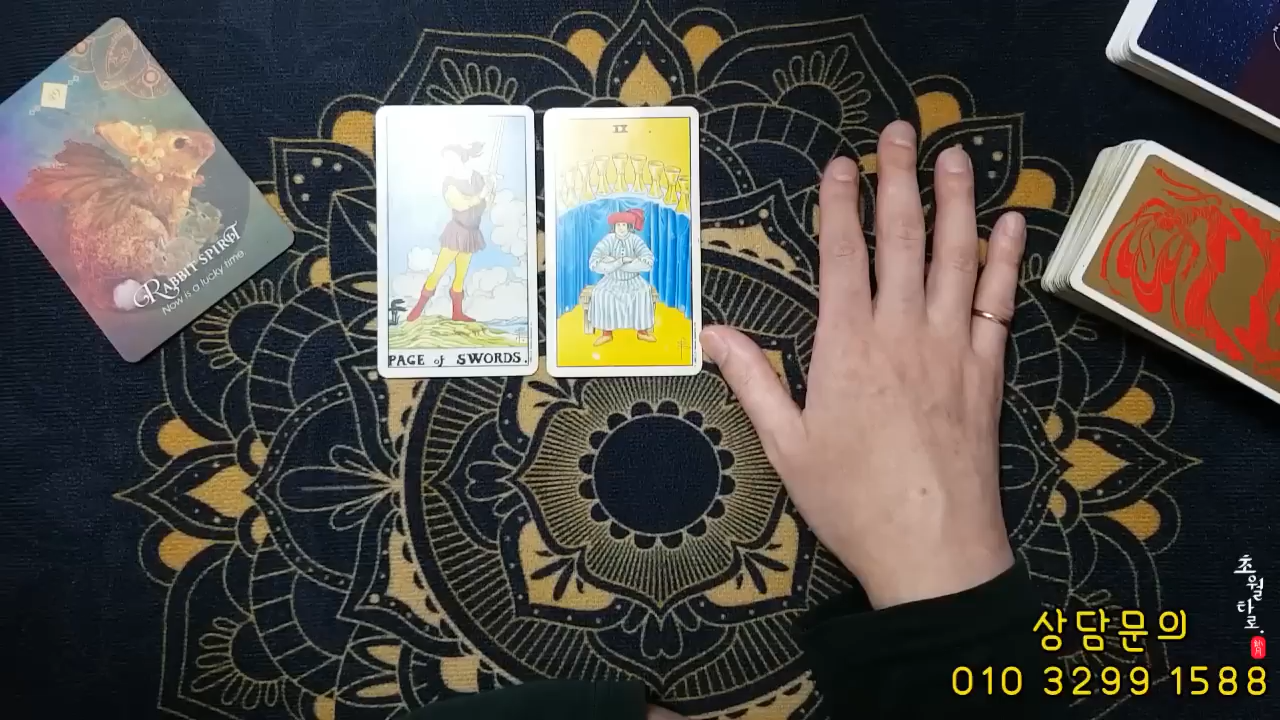 RABBIT SPIRIT
Now is a lucky time
PAGE of SWORDS.
IX
상담문의
010 3299 1588
초월
타로.